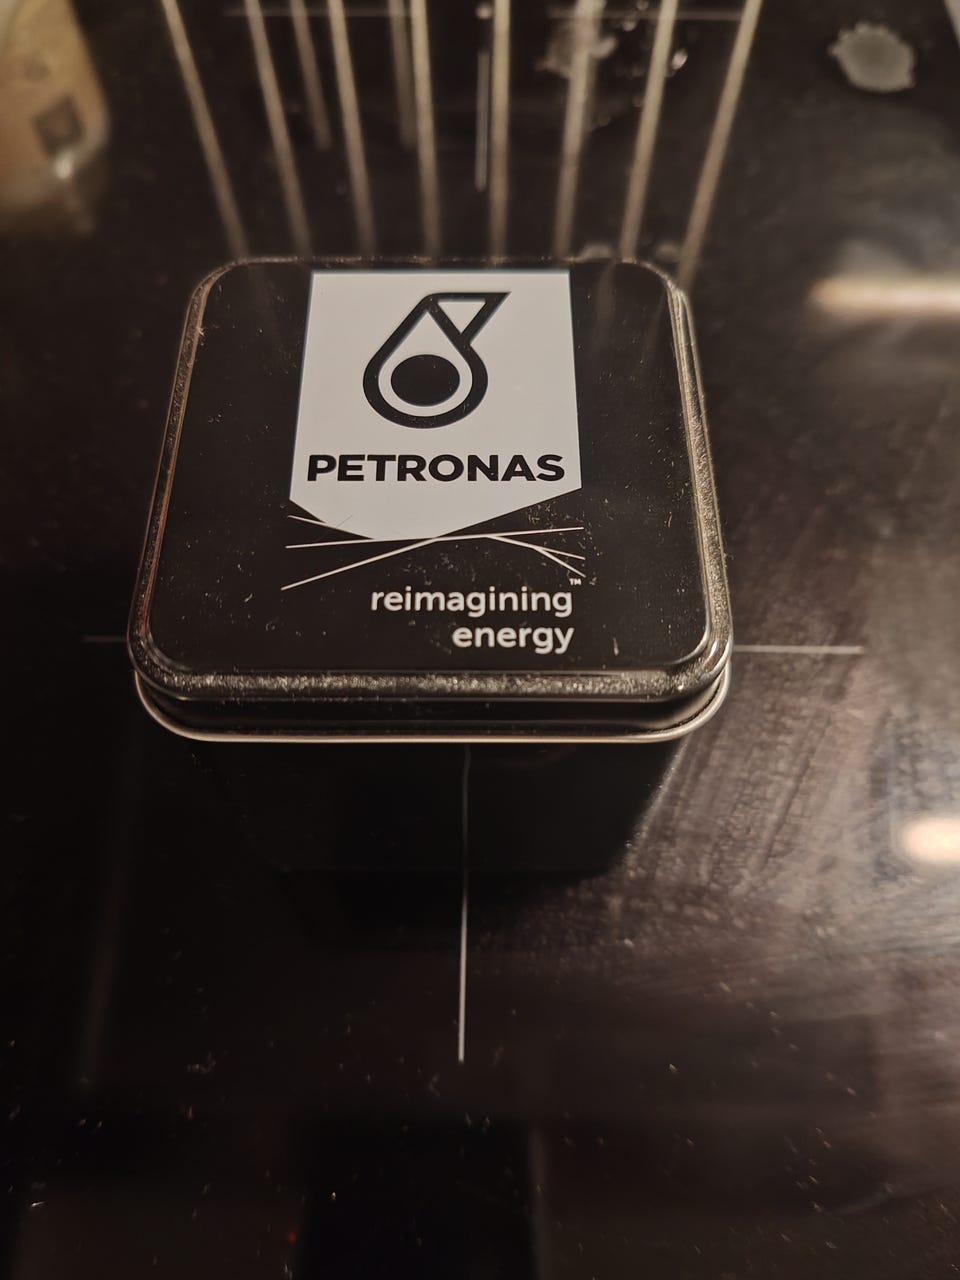 PETRONAS
reimagining™
energy